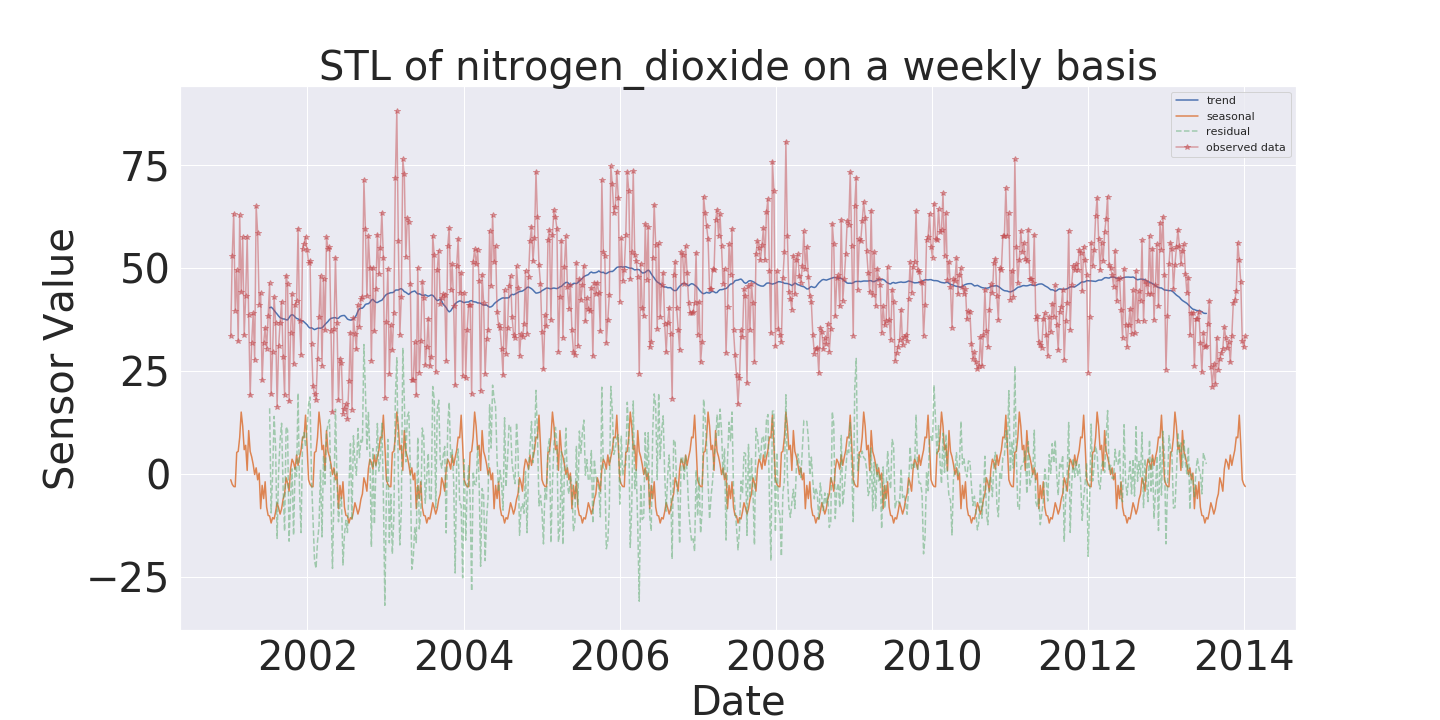 STL of nitrogen_dioxide on a weekly basis
trend
seasonal
residual
observed data
Sensor Value
75
50
25
0
−25
2002 2004 2006 2008 2010 2012 2014
Date